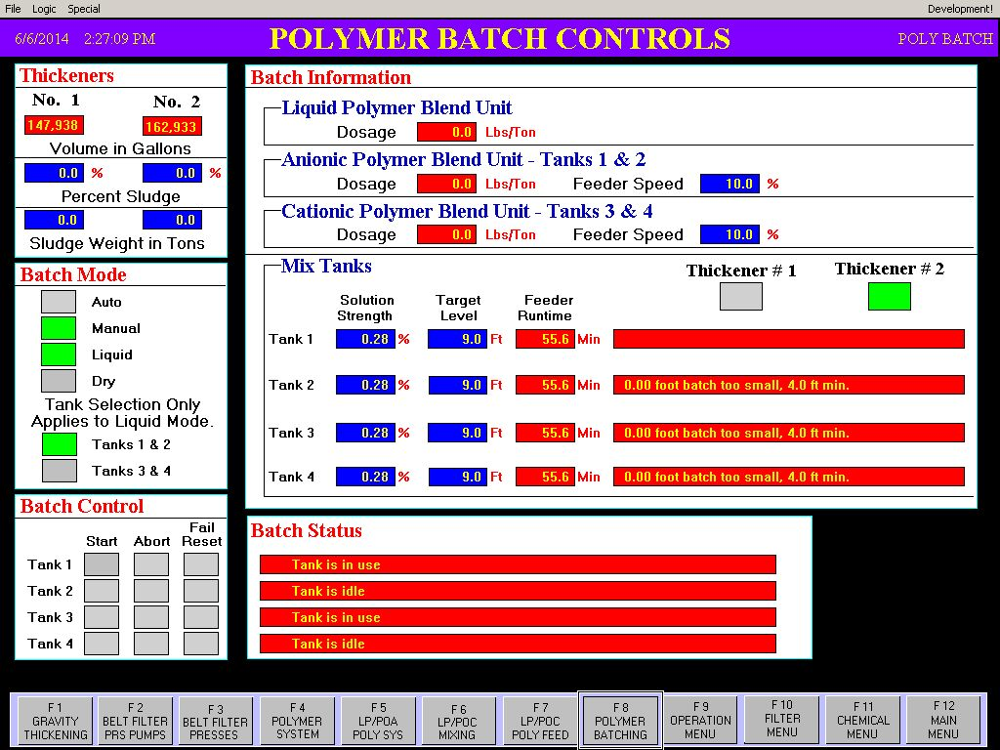 File Logic Special Development!
6/6/2014 2:27:09 PM POLYMER BATCH CONTROLS POLY BATCH
Thickeners
No. 1 No. 2
147,938 162,933
Volume in Gallons
0.0 % 0.0 %
Percent Sludge
0.0 0.0
Sludge Weight in Tons
Batch Mode
Auto
Manual
Liquid
Dry
Tank Selection Only
Applies to Liquid Mode.
Tanks 1 & 2
Tanks 3 & 4
Batch Control
Fail
Start Abort Reset
Tank 1
Tank 2
Tank 3
Tank 4
Batch Information
Liquid Polymer Blend Unit
Dosage 0.0 Lbs/Ton
Anionic Polymer Blend Unit - Tanks 1 & 2
Dosage 0.0 Lbs/Ton Feeder Speed 10.0 %
Cationic Polymer Blend Unit - Tanks 3 & 4
Dosage 0.0 Lbs/Ton Feeder Speed 10.0 %
Mix Tanks Thickener # 1 Thickener # 2
Solution Target Feeder
Strength Level Runtime
Tank 1 0.28 % 9.0 Ft 55.6 Min
Tank 2 0.28 % 9.0 Ft 55.6 Min 0.00 foot batch too small, 4.0 ft min.
Tank 3 0.28 % 9.0 Ft 55.6 Min 0.00 foot batch too small, 4.0 ft min.
Tank 4 0.28 % 9.0 Ft 55.6 Min 0.00 foot batch too small, 4.0 ft min.
Batch Status
Tank is in use
Tank is idle
Tank is in use
Tank is idle
F 1 F 2 F 3 F 4 F 5 F 6 F 7 F 8 F 9 F 10 F 11 F 12
GRAVITY BELT FILTER BELT FILTER POLYMER LP/POA LP/POC LP/POC POLYMER OPERATION FILTER CHEMICAL MAIN
THICKENING PRS PUMPS PRESSES SYSTEM POLY SYS MIXING POLY FEED BATCHING MENU MENU MENU MENU